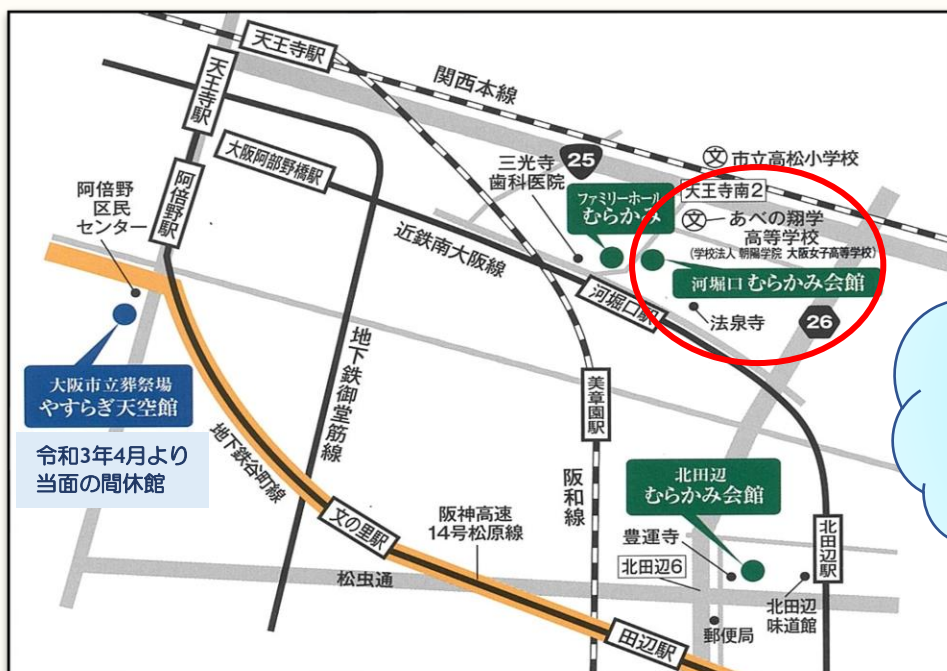 天王寺駅
関西本線
天王寺駅
大阪阿部野橋駅
25
三光寺
歯科医院
市立高松小学校
文
天王寺南2
ファミリーホール
むらかみ
文
あべの翔学
高等学校
(学校法人 朝陽学院 大阪女子高等学校)
河堀口 むらかみ会館
阿倍野
区民
センター
阿倍野駅
近鉄南大阪線
河堀口駅
法泉寺
26
大阪市立葬祭場
やすらぎ天空館
令和3年4月より
当面の間休館
地下鉄谷町線
地下鉄御堂筋線
美章園駅
阪和線
北田辺
むらかみ会館
文の里駅
阪神高速
14号松原線
豊運寺
北田辺6
北田辺駅
松虫通
北田辺
味道館
郵便局
田辺駅